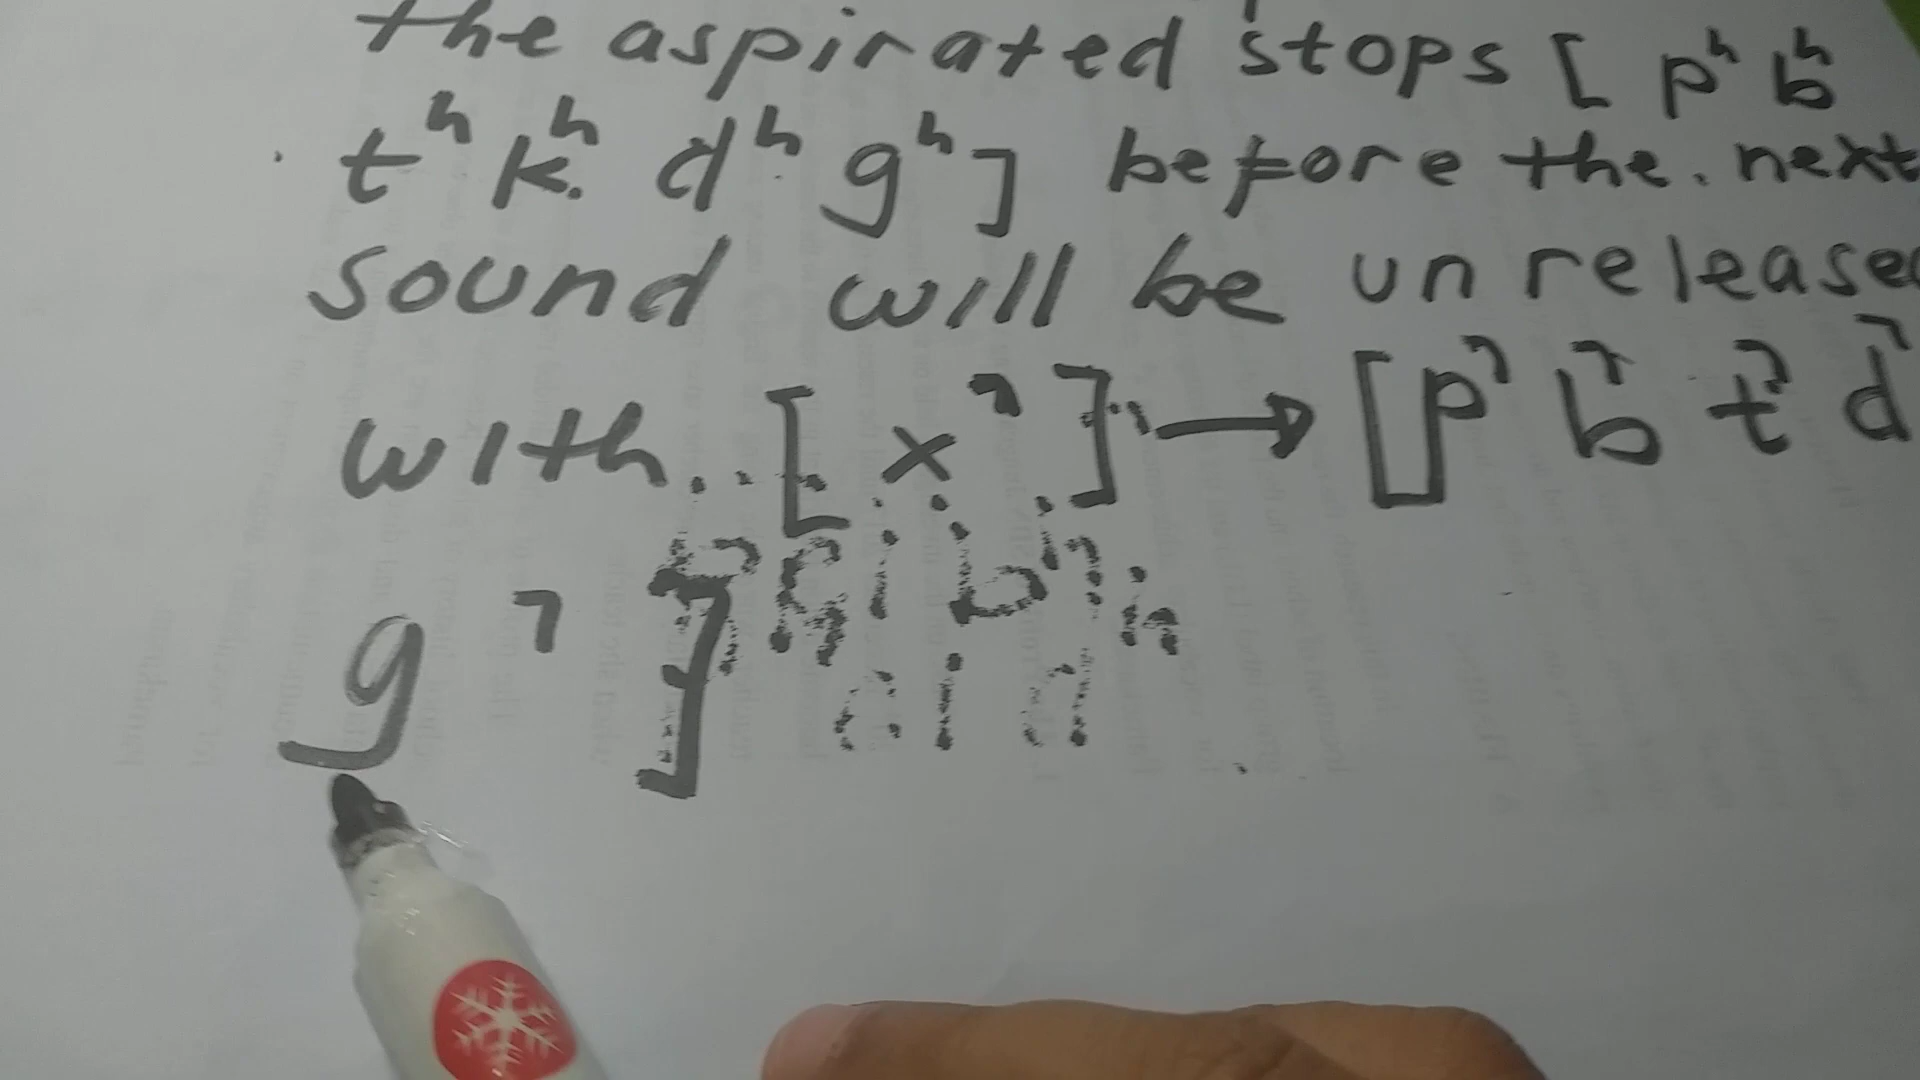 the aspirated stops [ pʰ bʰ
tʰ kʰ dʰ gʰ ] before the next
sound will be unreleased
with [ x̚ ] → [ p̚ b̚ t̚ d̚
g ̚ ]